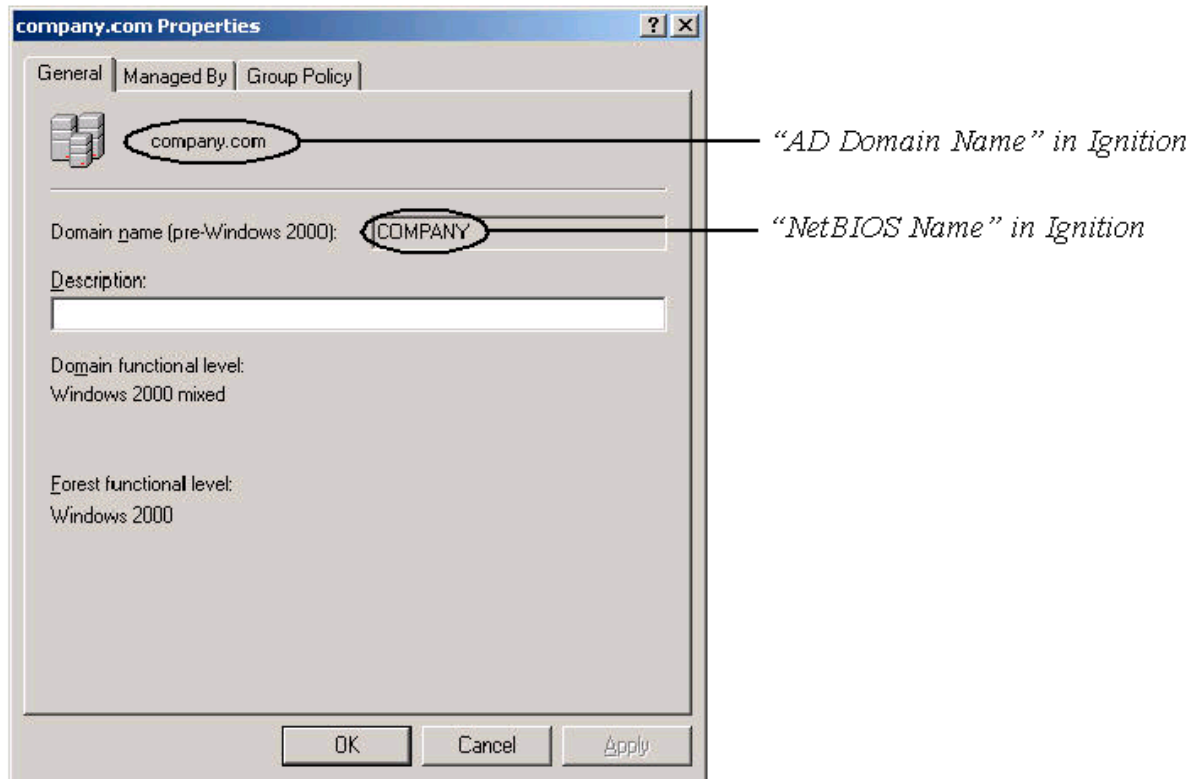 company.com Properties
General Managed By Group Policy
company.com
"AD Domain Name" in Ignition
Domain name (pre-Windows 2000): COMPANY
"NetBIOS Name" in Ignition
Description:
Domain functional level:
Windows 2000 mixed
Forest functional level:
Windows 2000
OK Cancel Apply